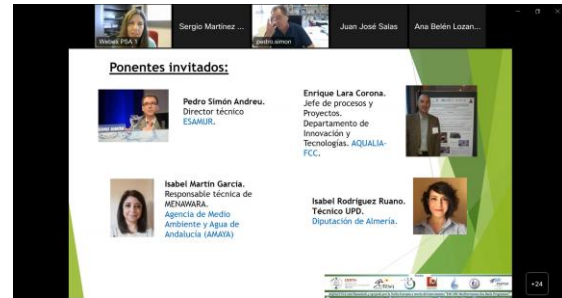 Webex PSA 1
Sergio Martínez ...
pedro simon
Juan José Salas
Ana Belén Lozan...
Ponentes invitados:
Pedro Simón Andreu.
Director técnico
ESAMUR.
Enrique Lara Corona.
Jefe de procesos y
Proyectos.
Departamento de
Innovación y
Tecnologías. AQUALIA-
FCC.
Isabel Martín García.
Responsable técnica de
MENAWARA.
Agencia de Medio
Ambiente y Agua de
Andalucía (AMAYA)
Isabel Rodríguez Ruano.
Técnico UPD.
Diputación de Almería.
+24